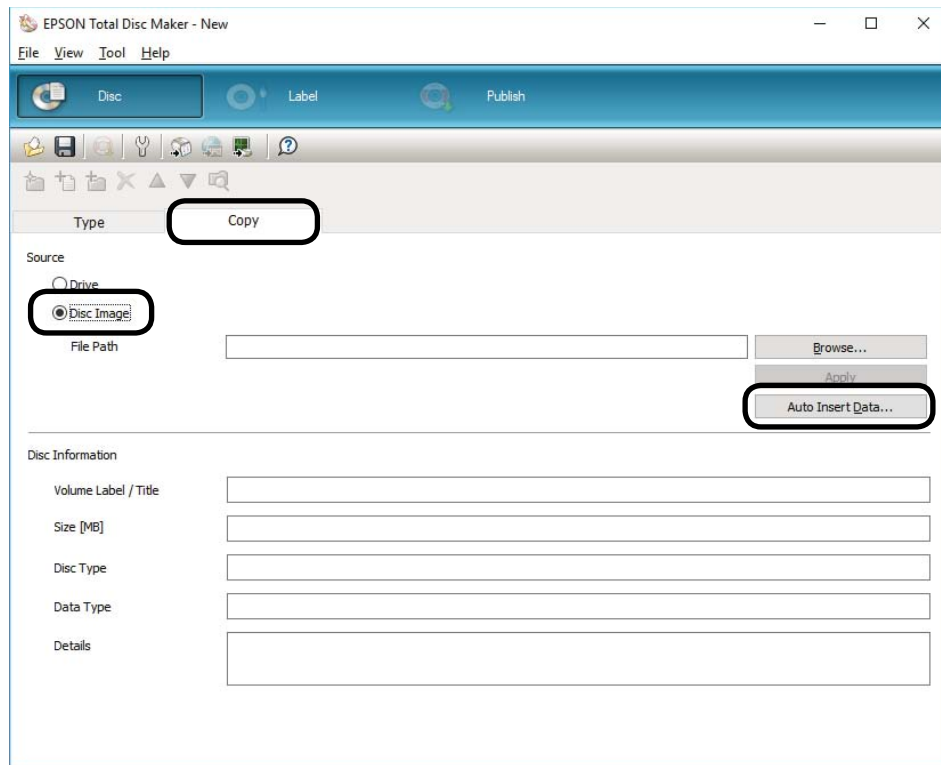 EPSON Total Disc Maker - New
File View Tool Help
Disc Label Publish
Type Copy
Source
Drive
Disc Image
File Path Browse...
Apply
Auto Insert Data...
Disc Information
Volume Label / Title
Size [MB]
Disc Type
Data Type
Details